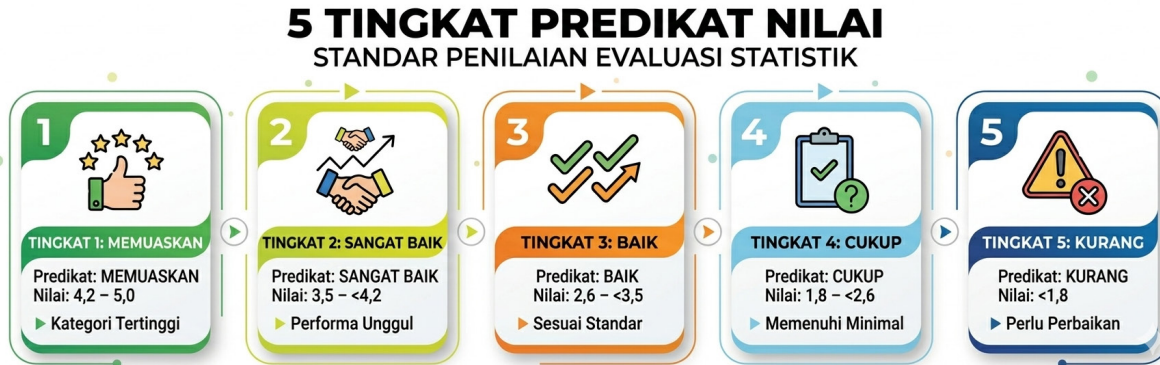 5 TINGKAT PREDIKAT NILAI
STANDAR PENILAIAN EVALUASI STATISTIK
1
TINGKAT 1: MEMUASKAN
Predikat: MEMUASKAN
Nilai: 4,2 – 5,0
Kategori Tertinggi
2
TINGKAT 2: SANGAT BAIK
Predikat: SANGAT BAIK
Nilai: 3,5 – <4,2
Performa Unggul
3
TINGKAT 3: BAIK
Predikat: BAIK
Nilai: 2,6 – <3,5
Sesuai Standar
4
TINGKAT 4: CUKUP
Predikat: CUKUP
Nilai: 1,8 – <2,6
Memenuhi Minimal
5
TINGKAT 5: KURANG
Predikat: KURANG
Nilai: <1,8
Perlu Perbaikan